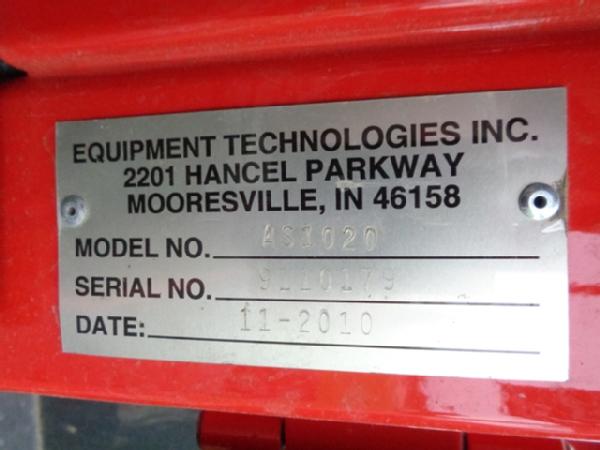 EQUIPMENT TECHNOLOGIES INC.
2201 HANCEL PARKWAY
MOORESVILLE, IN 46158
MODEL NO. AS1020
SERIAL NO.
DATE: 11-2010